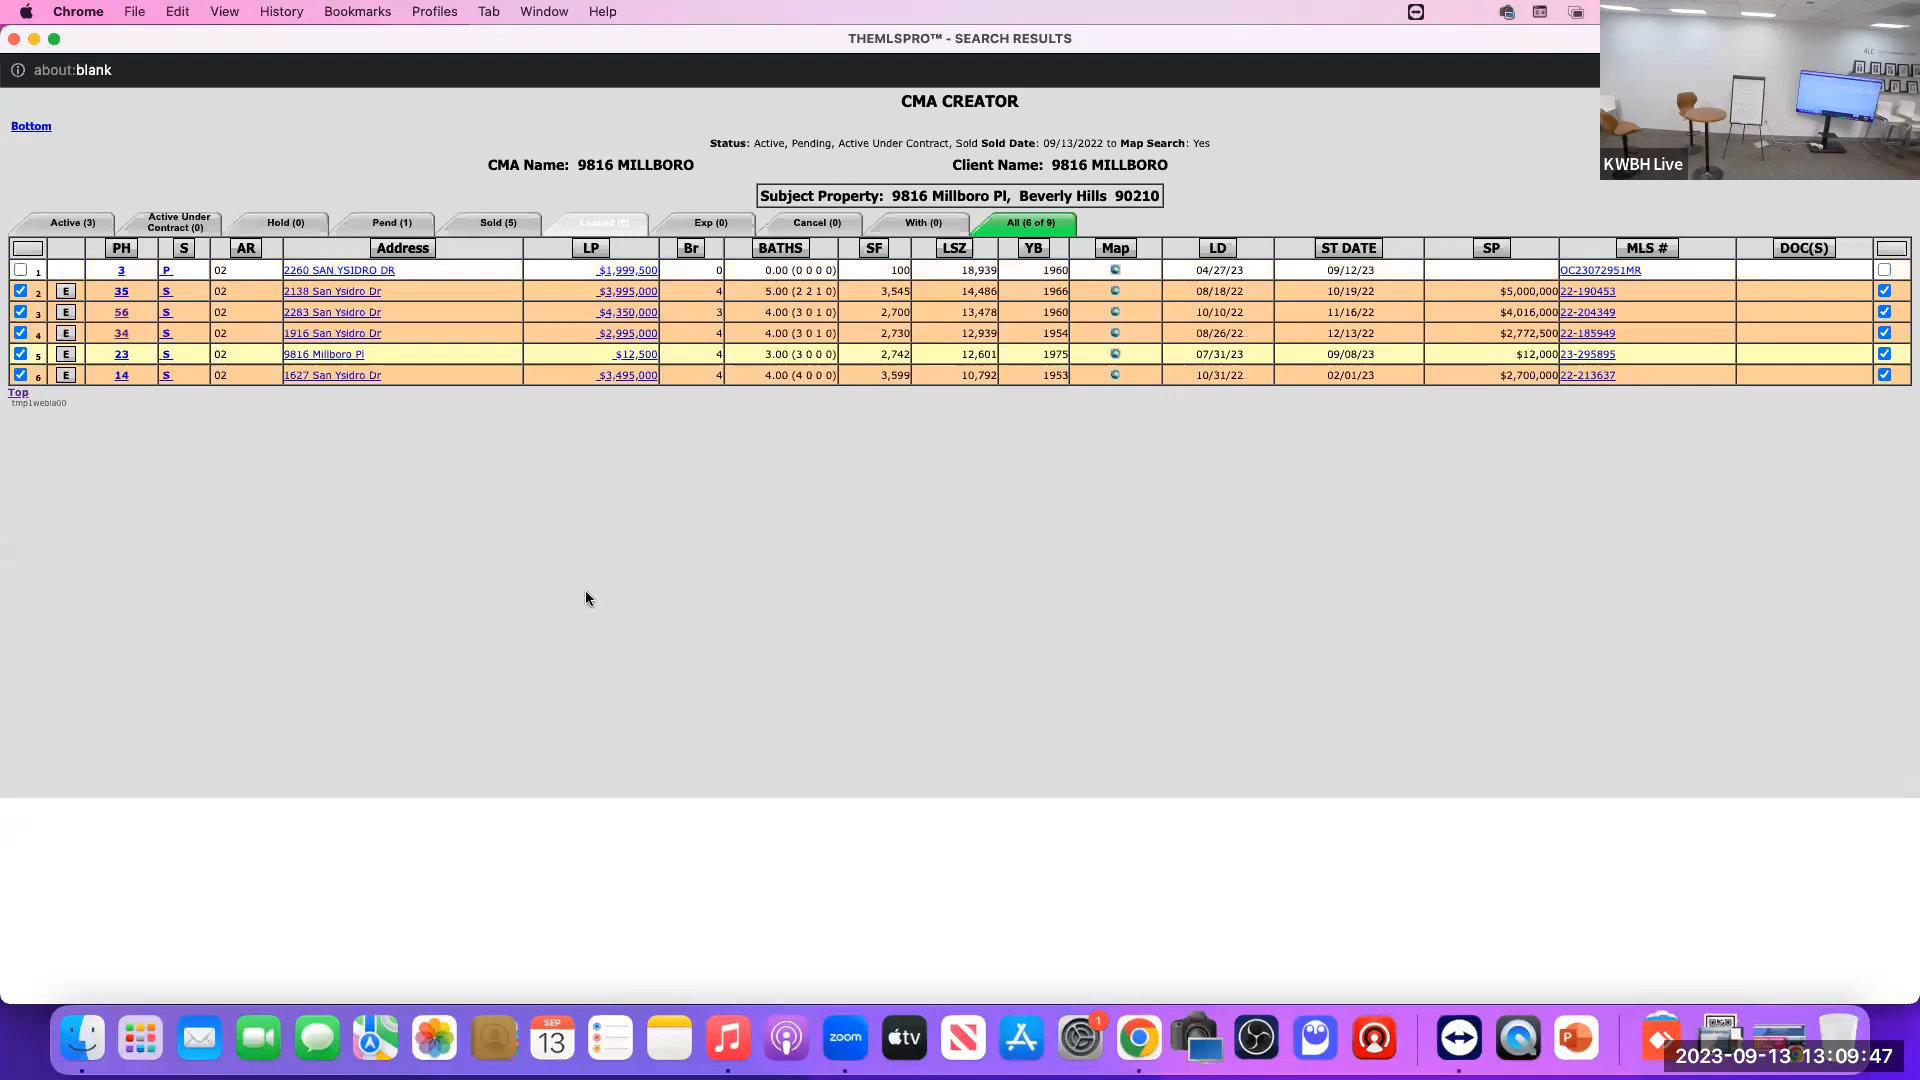 Chrome File Edit View History Bookmarks Profiles Tab Window Help
THEMLSPRO™ - SEARCH RESULTS
about:blank
KWBH Live
CMA CREATOR
Bottom
Status: Active, Pending, Active Under Contract, Sold Sold Date: 09/13/2022 to Map Search: Yes
CMA Name: 9816 MILLBORO Client Name: 9816 MILLBORO
Subject Property: 9816 Millboro Pl, Beverly Hills 90210
Active (3) Active Under Contract (0) Hold (0) Pend (1) Sold (5) Leased (0) Exp (0) Cancel (0) With (0) All (6 of 9)
PH S AR Address LP Br BATHS SF LSZ YB Map LD ST DATE SP MLS # DOC(S)
1 3 P 02 2260 SAN YSIDRO DR $1,999,500 0 0.00 (0 0 0 0) 100 18,939 1960 04/27/23 09/12/23 OC23072951MR
2 E 35 S 02 2138 San Ysidro Dr $3,995,000 4 5.00 (2 2 1 0) 3,545 14,486 1966 08/18/22 10/19/22 $5,000,000 22-190453
3 E 56 S 02 2283 San Ysidro Dr $4,350,000 3 4.00 (3 0 1 0) 2,700 13,478 1960 10/10/22 11/16/22 $4,016,000 22-204349
4 E 34 S 02 1916 San Ysidro Dr $2,995,000 4 4.00 (3 0 1 0) 2,730 12,939 1954 08/26/22 12/13/22 $2,772,500 22-185949
5 E 23 S 02 9816 Millboro Pl $12,500 4 3.00 (3 0 0 0) 2,742 12,601 1975 07/31/23 09/08/23 $12,000 23-295895
6 E 14 S 02 1627 San Ysidro Dr $3,495,000 4 4.00 (4 0 0 0) 3,599 10,792 1953 10/31/22 02/01/23 $2,700,000 22-213637
Top
tmp1webla00
SEP
13
zoom
tv
1
2023-09-13 13:09:47